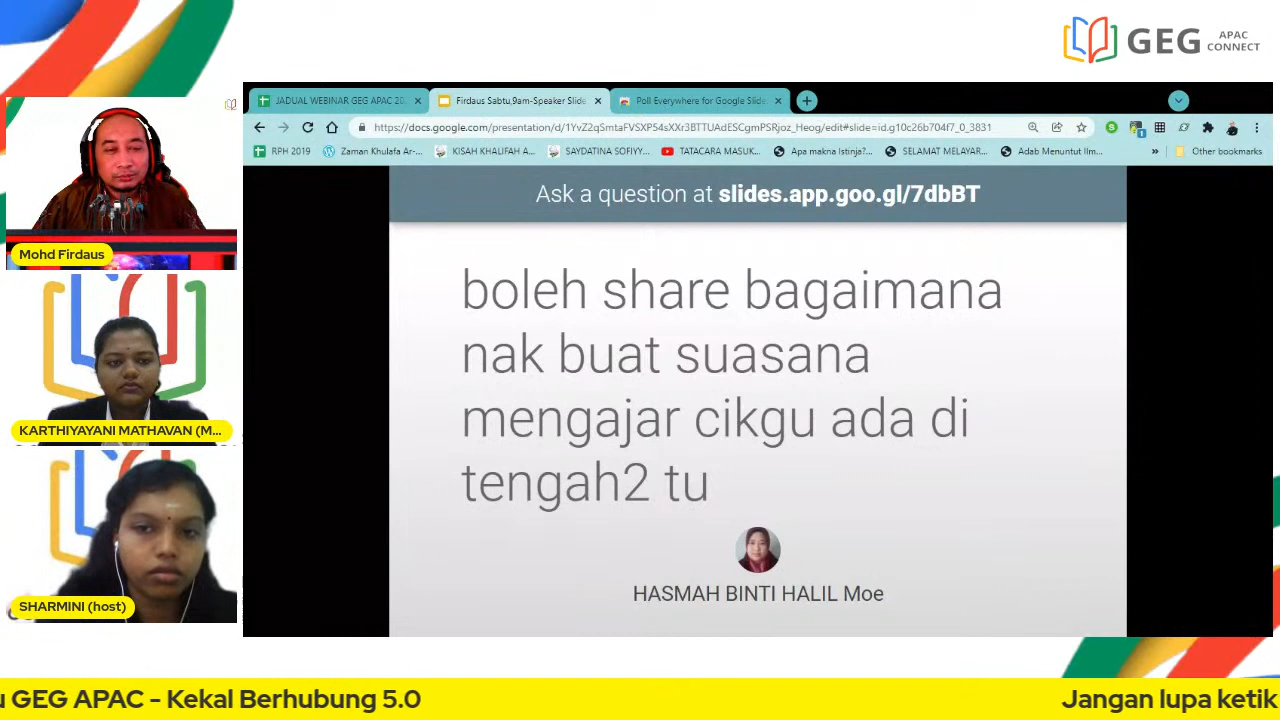 GEG APAC CONNECT
JADUAL WEBINAR GEG APAC 20
Firdaus Sabtu,9am-Speaker Slide
Poll Everywhere for Google Slide
https://docs.google.com/presentation/d/1YvZ2qSmtaFVSXP54sXXr3BTTUAdESCgmPSRjoz_Heog/edit#slide=id.g10c26b704f7_0_3831
RPH 2019
Zaman Khulafa Ar-...
KISAH KHALIFAH A...
SAYDATINA SOFIYY...
TATACARA MASUK...
Apa makna Istinja?...
SELAMAT MELAYAR...
Adab Menuntut Ilm...
»
Other bookmarks
Ask a question at slides.app.goo.gl/7dbBT
boleh share bagaimana
nak buat suasana
mengajar cikgu ada di
tengah2 tu
HASMAH BINTI HALIL Moe
Mohd Firdaus
KARTHIYAYANI MATHAVAN (M...
SHARMINI (host)
u GEG APAC - Kekal Berhubung 5.0
Jangan lupa ketik